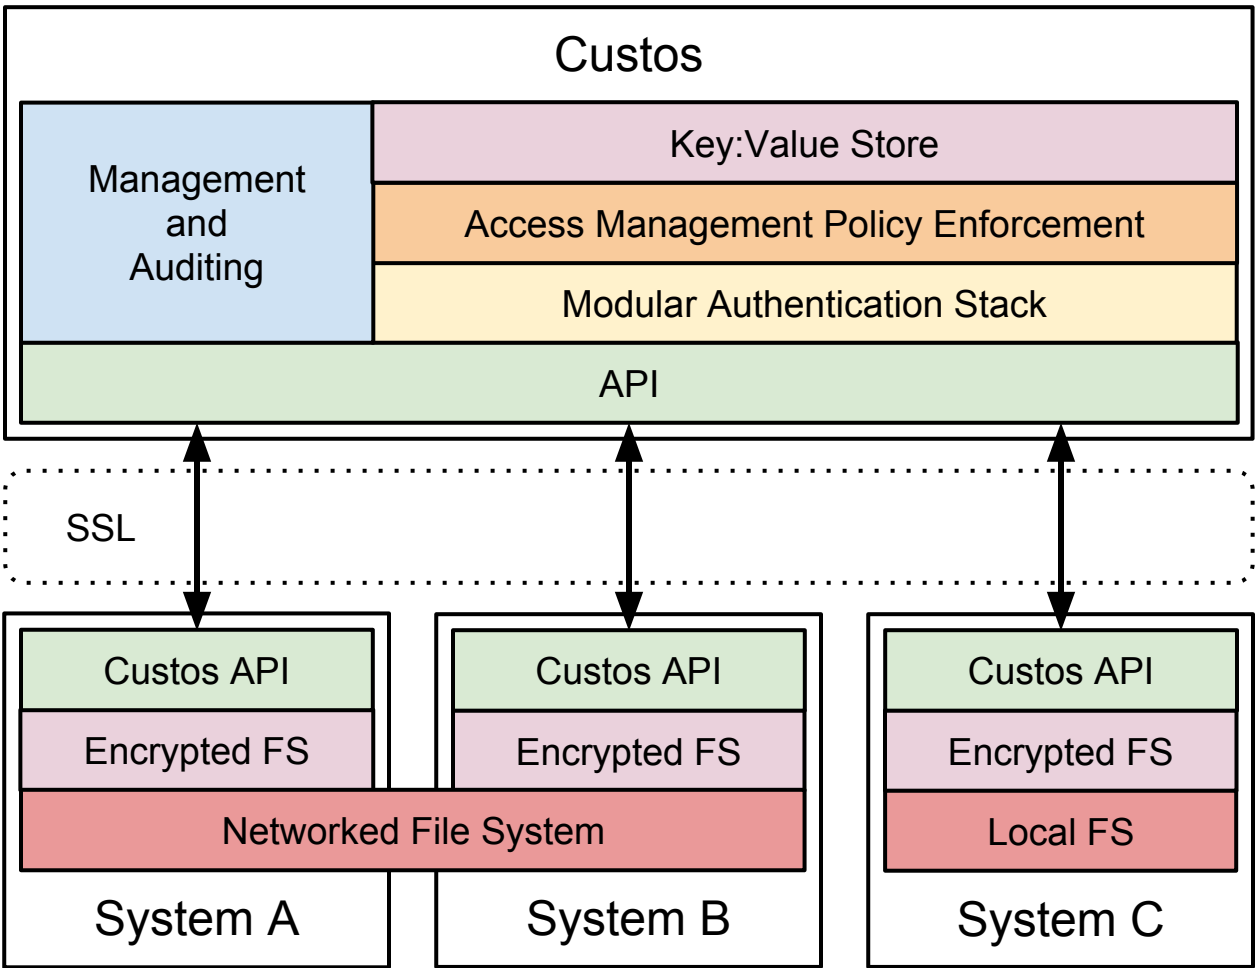 Custos
Management
and
Auditing
Key:Value Store
Access Management Policy Enforcement
Modular Authentication Stack
API
SSL
Custos API
Encrypted FS
Custos API
Encrypted FS
Networked File System
System A
System B
Custos API
Encrypted FS
Local FS
System C